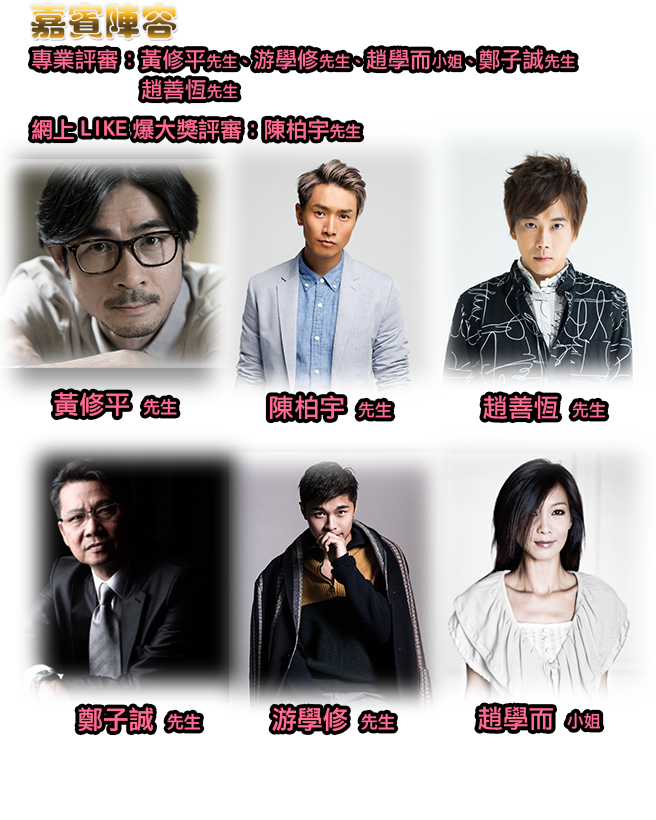 嘉賓陣容
專業評審：黃修平先生、游學修先生、趙學而小姐、鄭子誠先生
趙善恆先生
網上LIKE爆大獎評審：陳柏宇先生
黃修平 先生
陳柏宇 先生
趙善恆 先生
鄭子誠 先生
游學修 先生
趙學而 小姐